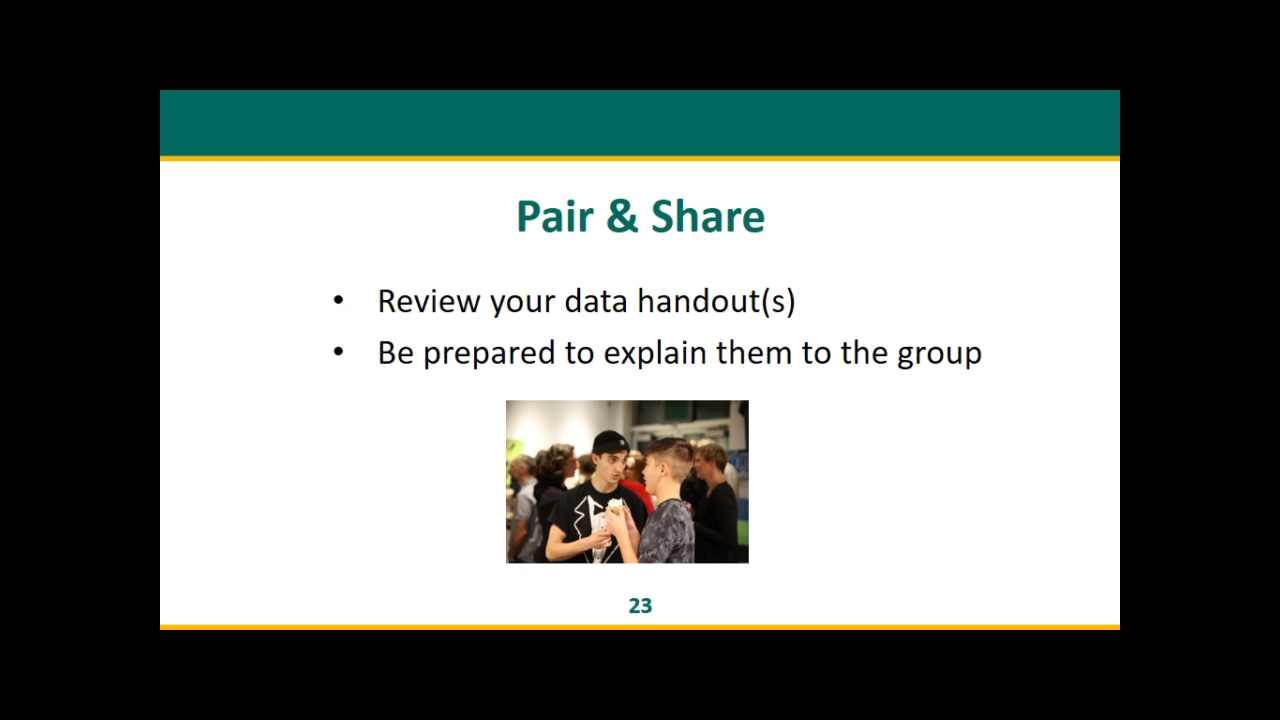 Pair & Share
• Review your data handout(s)
• Be prepared to explain them to the group
23